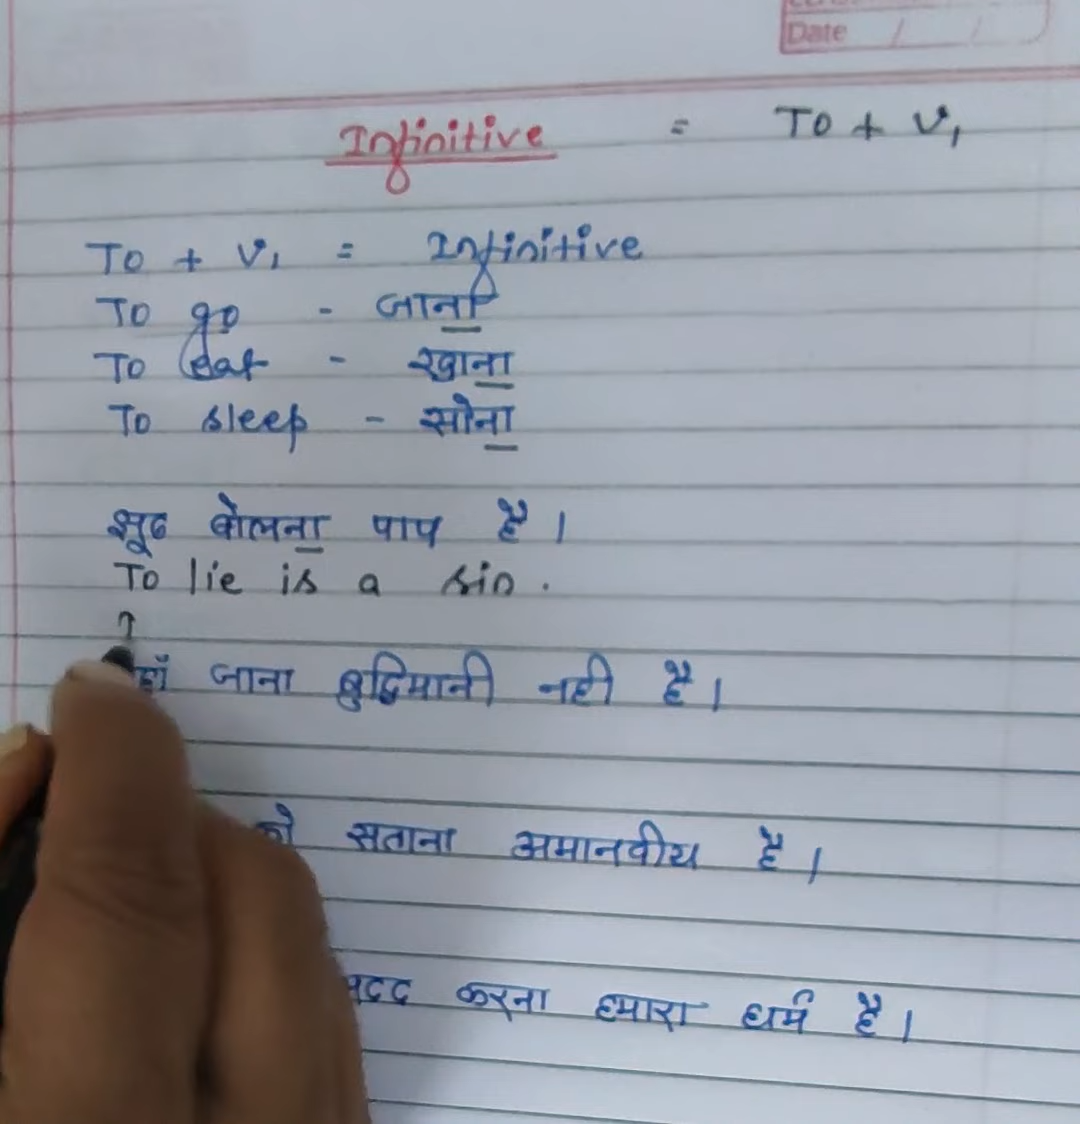 Date / /
Infinitive = To + V1
To + V1 = Infinitive
To go - जाना
To eat - खाना
To sleep - सोना
झूठ बोलना पाप है।
To lie is a sin.
जाना बुद्धिमानी नही है।
को सताना अमानवीय है।
मदद करना हमारा धर्म है।